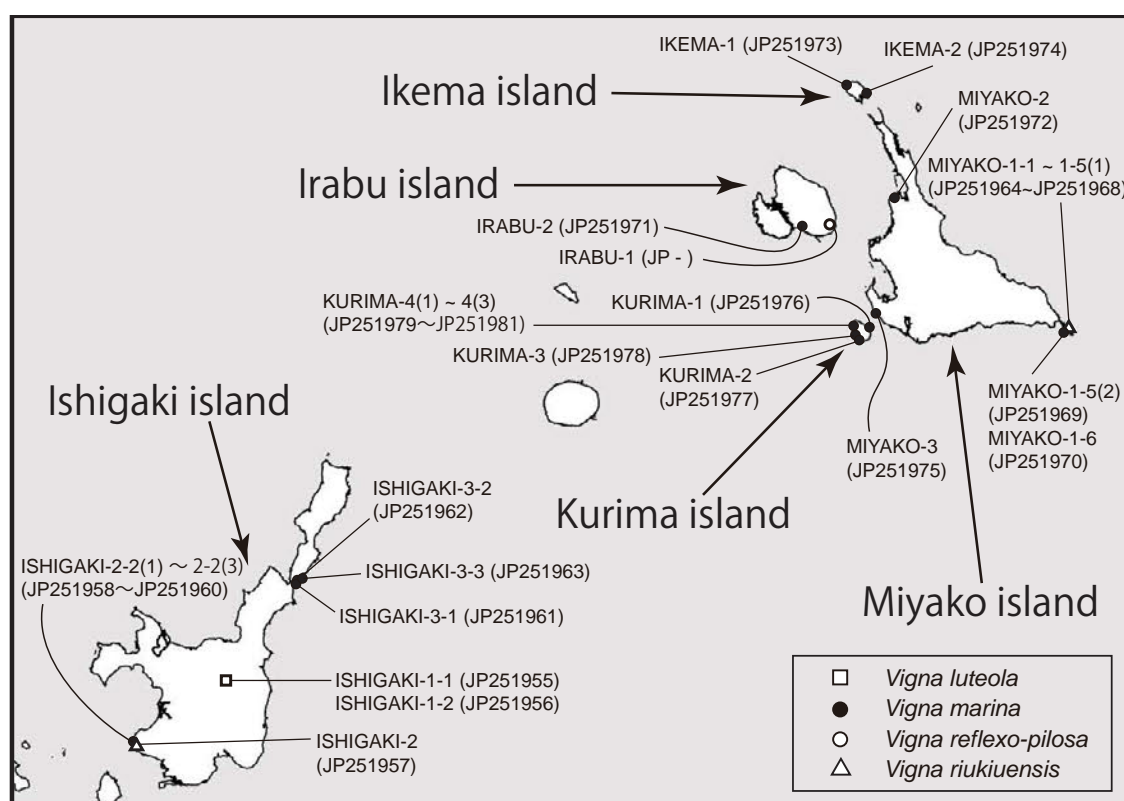 IKEMA-1 (JP251973)
IKEMA-2 (JP251974)
Ikema island
MIYAKO-2
(JP251972)
MIYAKO-1-1 ~ 1-5(1)
(JP251964~JP251968)
Irabu island
IRABU-2 (JP251971)
IRABU-1 (JP - )
KURIMA-4(1) ~ 4(3)
(JP251979～JP251981)
KURIMA-1 (JP251976)
KURIMA-3 (JP251978)
KURIMA-2
(JP251977)
MIYAKO-1-5(2)
(JP251969)
MIYAKO-1-6
(JP251970)
MIYAKO-3
(JP251975)
Ishigaki island
Kurima island
Miyako island
ISHIGAKI-3-2
(JP251962)
ISHIGAKI-2-2(1) ～ 2-2(3)
(JP251958～JP251960)
ISHIGAKI-3-3 (JP251963)
ISHIGAKI-3-1 (JP251961)
ISHIGAKI-1-1 (JP251955)
ISHIGAKI-1-2 (JP251956)
ISHIGAKI-2
(JP251957)
Vigna luteola
Vigna marina
Vigna reflexo-pilosa
Vigna riukiuensis